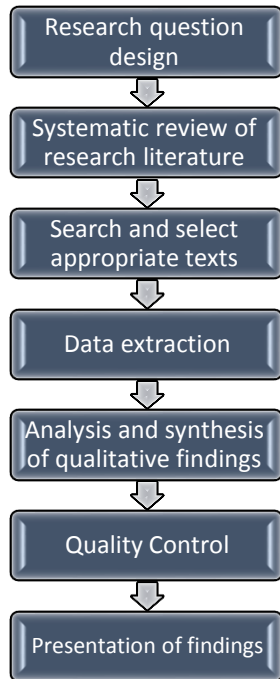 Research question
design
Systematic review of
research literature
Search and select
appropriate texts
Data extraction
Analysis and synthesis
of qualitative findings
Quality Control
Presentation of findings